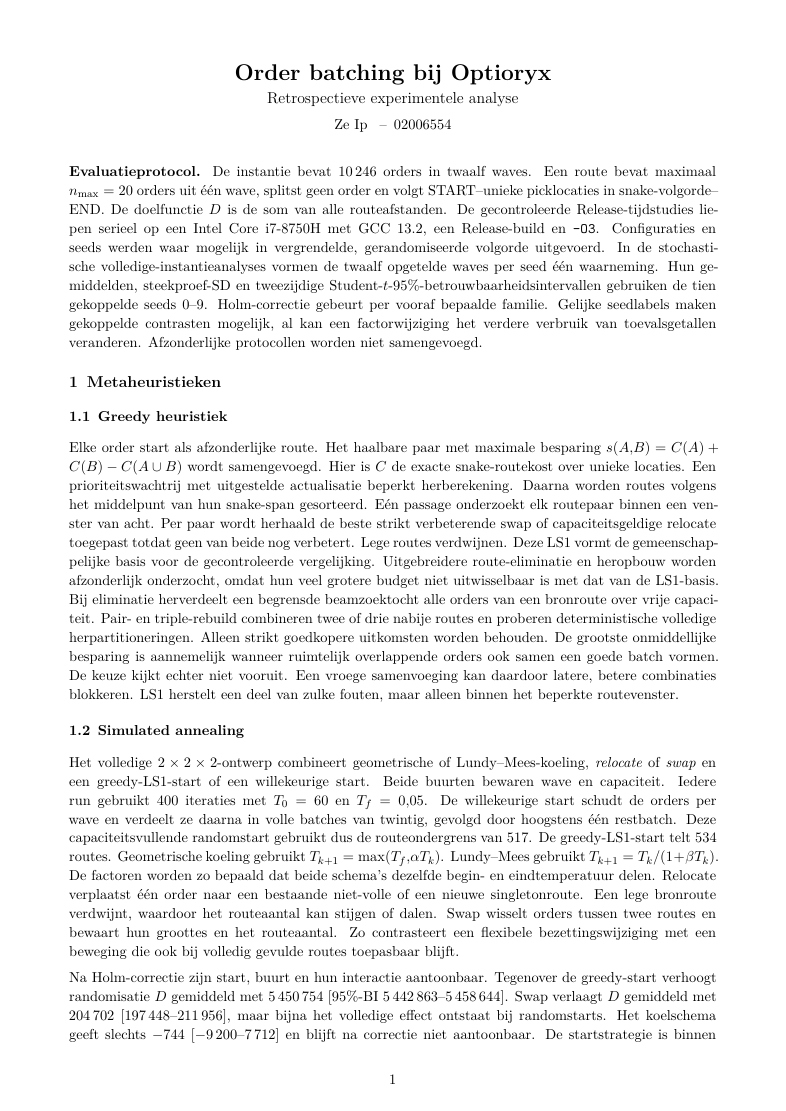 Order batching bij Optioryx
Retrospectieve experimentele analyse
Ze Ip – 02006554
Evaluatieprotocol. De instantie bevat 10 246 orders in twaalf waves. Een route bevat maximaal
n_max = 20 orders uit één wave, splitst geen order en volgt START–unieke picklocaties in snake-volgorde–
END. De doelfunctie D is de som van alle routeafstanden. De gecontroleerde Release-tijdstudies lie-
pen serieel op een Intel Core i7-8750H met GCC 13.2, een Release-build en -O3. Configuraties en
seeds werden waar mogelijk in vergrendelde, gerandomiseerde volgorde uitgevoerd. In de stochasti-
sche volledige-instantieanalyses vormen de twaalf opgetelde waves per seed één waarneming. Hun ge-
middelden, steekproef-SD en tweezijdige Student-t-95%-betrouwbaarheidsintervallen gebruiken de tien
gekoppelde seeds 0–9. Holm-correctie gebeurt per vooraf bepaalde familie. Gelijke seedlabels maken
gekoppelde contrasten mogelijk, al kan een factorwijziging het verdere verbruik van toevalsgetallen
veranderen. Afzonderlijke protocollen worden niet samengevoegd.
1 Metaheuristieken
1.1 Greedy heuristiek
Elke order start als afzonderlijke route. Het haalbare paar met maximale besparing s(A,B) = C(A) +
C(B) − C(A ∪ B) wordt samengevoegd. Hier is C de exacte snake-routekost over unieke locaties. Een
prioriteitswachtrij met uitgestelde actualisatie beperkt herberekening. Daarna worden routes volgens
het middelpunt van hun snake-span gesorteerd. Eén passage onderzoekt elk routepaar binnen een ven-
ster van acht. Per paar wordt herhaald de beste strikt verbeterende swap of capaciteitsgeldige relocate
toegepast totdat geen van beide nog verbetert. Lege routes verdwijnen. Deze LS1 vormt de gemeenschap-
pelijke basis voor de gecontroleerde vergelijking. Uitgebreidere route-eliminatie en heropbouw worden
afzonderlijk onderzocht, omdat hun veel grotere budget niet uitwisselbaar is met dat van de LS1-basis.
Bij eliminatie herverdeelt een begrensde beamzoektocht alle orders van een bronroute over vrije capaci-
teit. Pair- en triple-rebuild combineren twee of drie nabije routes en proberen deterministische volledige
herpartitioneringen. Alleen strikt goedkopere uitkomsten worden behouden. De grootste onmiddellijke
besparing is aannemelijk wanneer ruimtelijk overlappende orders ook samen een goede batch vormen.
De keuze kijkt echter niet vooruit. Een vroege samenvoeging kan daardoor latere, betere combinaties
blokkeren. LS1 herstelt een deel van zulke fouten, maar alleen binnen het beperkte routevenster.
1.2 Simulated annealing
Het volledige 2 × 2 × 2-ontwerp combineert geometrische of Lundy–Mees-koeling, relocate of swap en
een greedy-LS1-start of een willekeurige start. Beide buurten bewaren wave en capaciteit. Iedere
run gebruikt 400 iteraties met T_0 = 60 en T_f = 0,05. De willekeurige start schudt de orders per
wave en verdeelt ze daarna in volle batches van twintig, gevolgd door hoogstens één restbatch. Deze
capaciteitsvullende randomstart gebruikt dus de routeondergrens van 517. De greedy-LS1-start telt 534
routes. Geometrische koeling gebruikt T_{k+1} = max(T_f,αT_k). Lundy–Mees gebruikt T_{k+1} = T_k/(1+βT_k).
De factoren worden zo bepaald dat beide schema's dezelfde begin- en eindtemperatuur delen. Relocate
verplaatst één order naar een bestaande niet-volle of een nieuwe singletonroute. Een lege bronroute
verdwijnt, waardoor het routeaantal kan stijgen of dalen. Swap wisselt orders tussen twee routes en
bewaart hun groottes en het routeaantal. Zo contrasteert een flexibele bezettingswijziging met een
beweging die ook bij volledig gevulde routes toepasbaar blijft.
Na Holm-correctie zijn start, buurt en hun interactie aantoonbaar. Tegenover de greedy-start verhoogt
randomisatie D gemiddeld met 5 450 754 [95%-BI 5 442 863–5 458 644]. Swap verlaagt D gemiddeld met
204 702 [197 448–211 956], maar bijna het volledige effect ontstaat bij randomstarts. Het koelschema
geeft slechts −744 [−9 200–7 712] en blijft na correctie niet aantoonbaar. De startstrategie is binnen
1